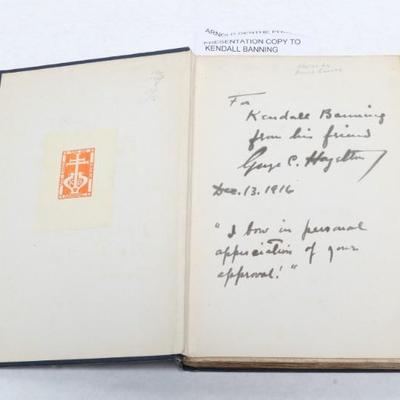 PRESENTATION COPY TO
KENDALL BANNING
For
Kendall Banning
from his friend
George C. Hazelton
Dec. 13. 1916
"I bow in personal
appreciation of your
approval!"